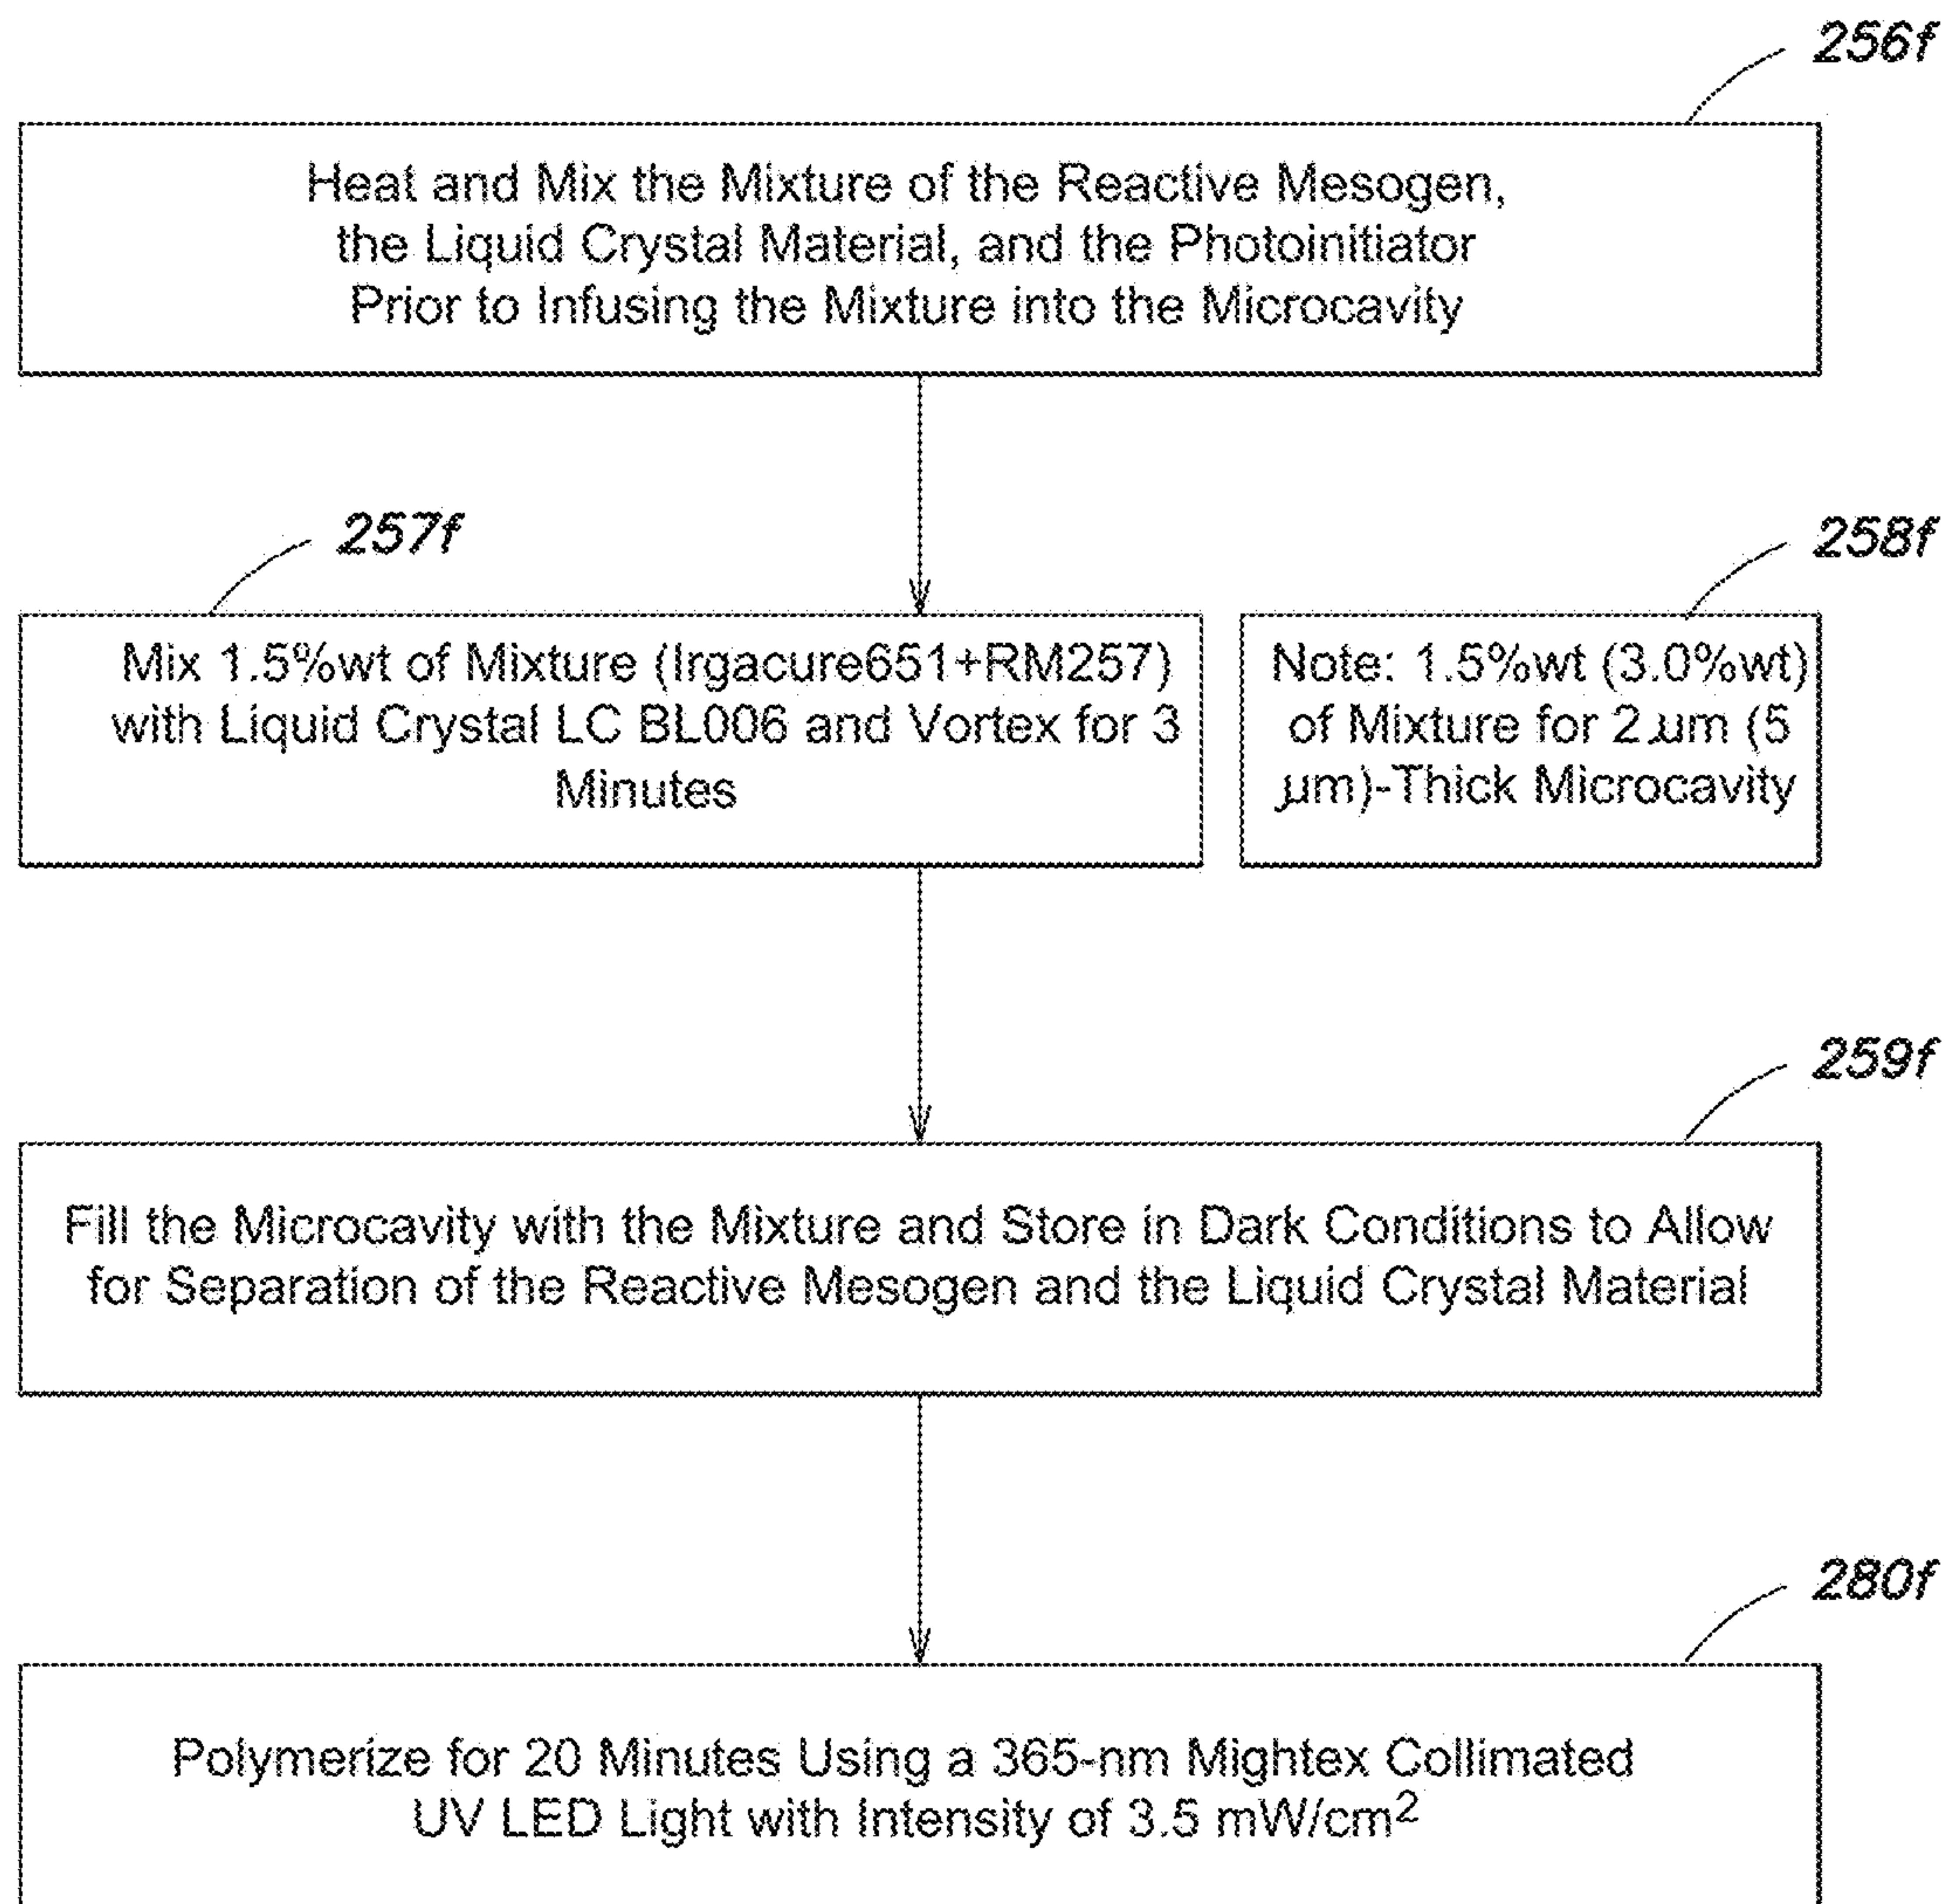 256f
Heat and Mix the Mixture of the Reactive Mesogen,
the Liquid Crystal Material, and the Photoinitiator
Prior to Infusing the Mixture into the Microcavity
257f
Mix 1.5%wt of Mixture (Irgacure651+RM257)
with Liquid Crystal LC BL006 and Vortex for 3
Minutes
258f
Note: 1.5%wt (3.0%wt)
of Mixture for 2 µm (5
µm)-Thick Microcavity
259f
Fill the Microcavity with the Mixture and Store in Dark Conditions to Allow
for Separation of the Reactive Mesogen and the Liquid Crystal Material
280f
Polymerize for 20 Minutes Using a 365-nm Mightex Collimated
UV LED Light with Intensity of 3.5 mW/cm²